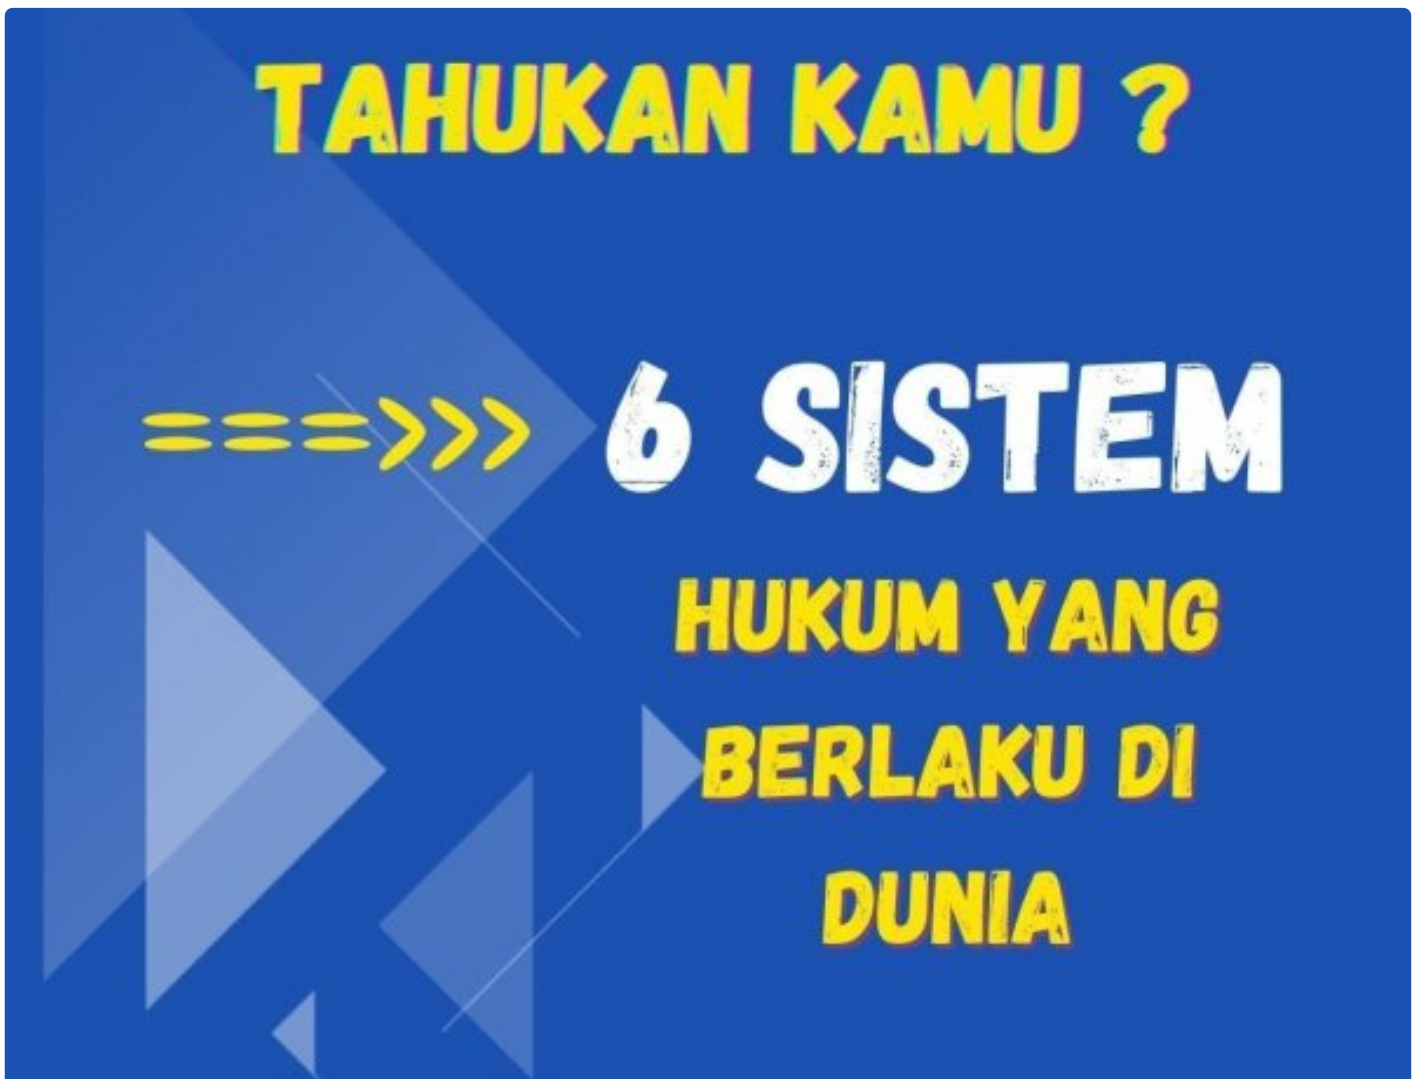 TAHUKAN KAMU ?
===>>> 6 SISTEM
HUKUM YANG
BERLAKU DI
DUNIA